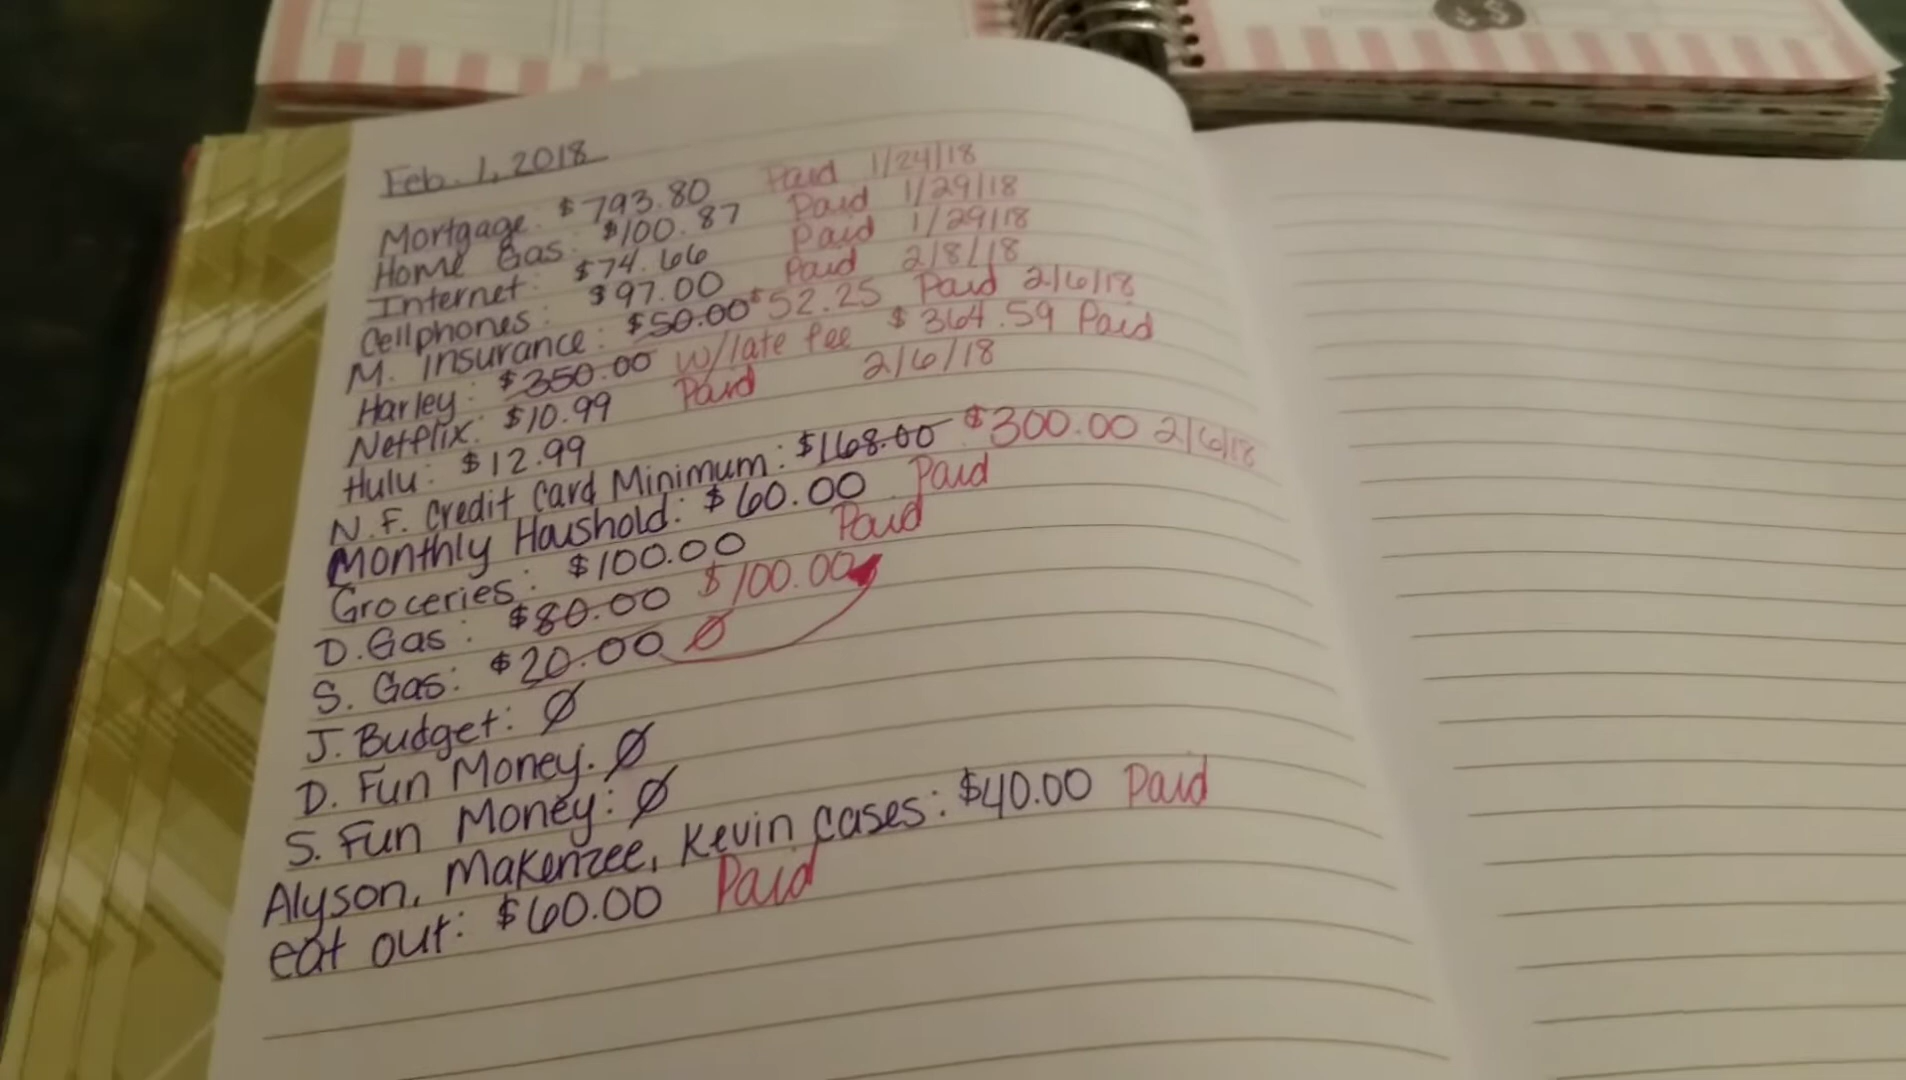 Feb. 1, 2018
Mortgage: $793.80 Paid 1/24/18
Home Gas: $100.87 Paid 1/29/18
Internet: $74.66 Paid 1/29/18
Cellphones: $97.00 Paid 2/8/18
M. Insurance: $50.00 $52.25 Paid 2/6/18
Harley: $350.00 w/late fee $364.59 Paid
Netflix: $10.99 Paid 2/6/18
Hulu: $12.99
N.F. Credit Card Minimum: $168.00 $300.00 2/6/18
Monthly Haushold: $60.00 Paid
Groceries: $100.00 Paid
D. Gas: $80.00 $100.00
S. Gas: $20.00 Ø
J. Budget: Ø
D. Fun Money: Ø
S. Fun Money: Ø
Alyson, Makenzee, Kevin cases: $40.00 Paid
eat out: $60.00 Paid